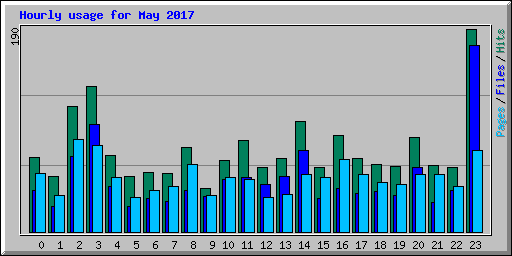 Hourly usage for May 2017
190
Pages / Files / Hits
0 1 2 3 4 5 6 7 8 9 10 11 12 13 14 15 16 17 18 19 20 21 22 23